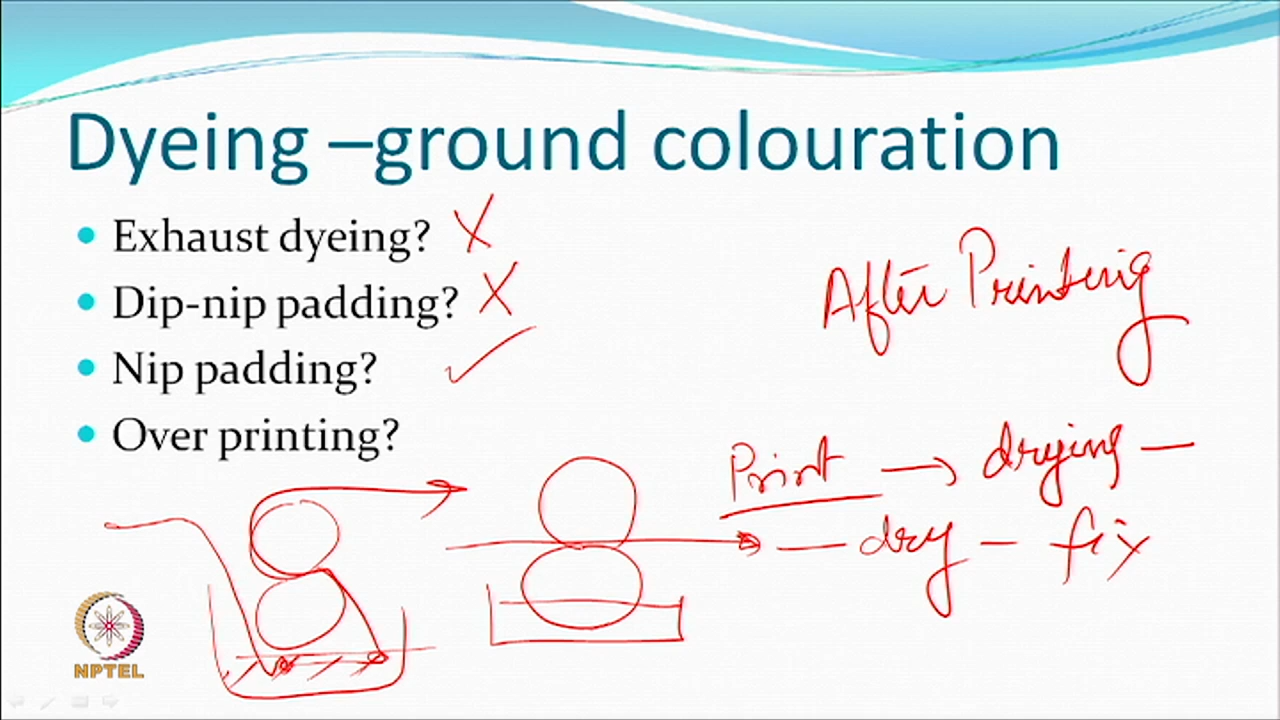 Dyeing –ground colouration
Exhaust dyeing? X
Dip-nip padding? X
Nip padding?
Over printing?
After Printing
Print → drying –
– dry – fix
NPTEL